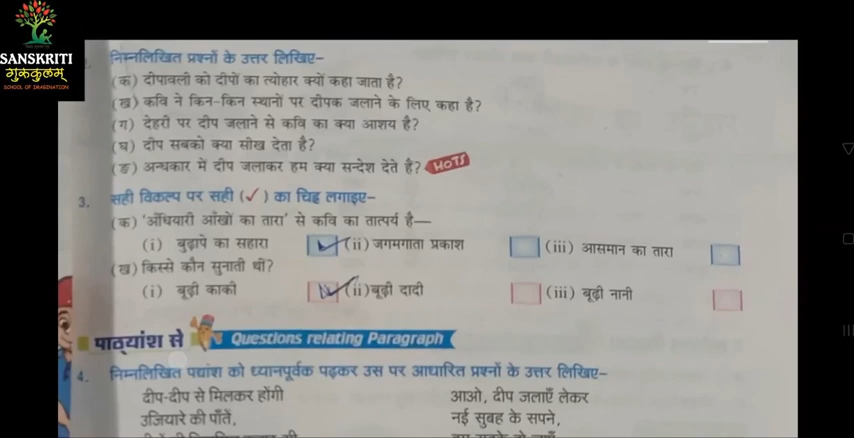 SANSKRITI
गुरुकुलम्
SCHOOL OF IMAGINATION
निम्नलिखित प्रश्नों के उत्तर लिखिए-
(क) दीपावली को दीपों का त्योहार क्यों कहा जाता है?
(ख) कवि ने किन-किन स्थानों पर दीपक जलाने के लिए कहा है?
(ग) देहरी पर दीप जलाने से कवि का क्या आशय है?
(घ) दीप सबको क्या सीख देता है?
(ङ) अन्धकार में दीप जलाकर हम क्या सन्देश देते हैं? HOTS
3. सही विकल्प पर सही (✓) का चिह्न लगाइए-
(क) 'अँधियारी आँखों का तारा' से कवि का तात्पर्य है—
(i) बुढ़ापे का सहारा (ii) जगमगाता प्रकाश (iii) आसमान का तारा
(ख) किस्से कौन सुनाती थीं?
(i) बूढ़ी काकी (ii) बूढ़ी दादी (iii) बूढ़ी नानी
पाठ्यांश से Questions relating Paragraph
4. निम्नलिखित पद्यांश को ध्यानपूर्वक पढ़कर उस पर आधारित प्रश्नों के उत्तर लिखिए-
दीप-दीप से मिलकर होंगी आओ, दीप जलाएँ लेकर
उजियारे की पाँतें, नई सुबह के सपने,